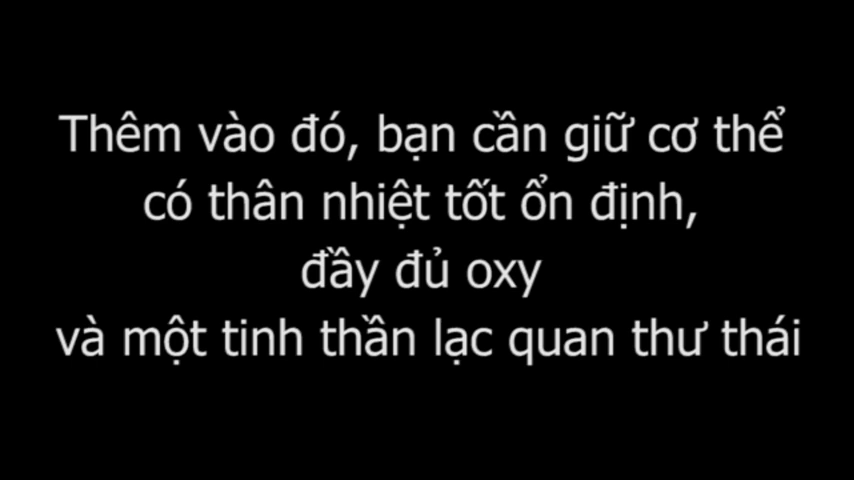 Thêm vào đó, bạn cần giữ cơ thể
có thân nhiệt tốt ổn định,
đầy đủ oxy
và một tinh thần lạc quan thư thái